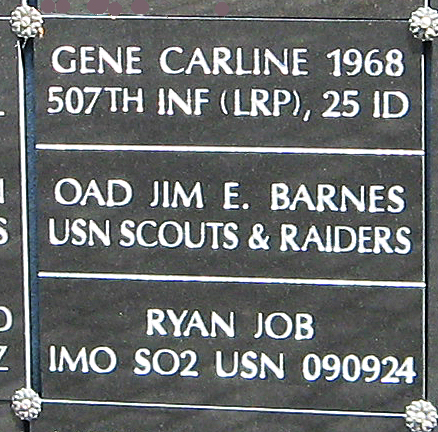 GENE CARLINE 1968
507TH INF (LRP), 25 ID
OAD JIM E. BARNES
USN SCOUTS & RAIDERS
RYAN JOB
IMO SO2 USN 090924